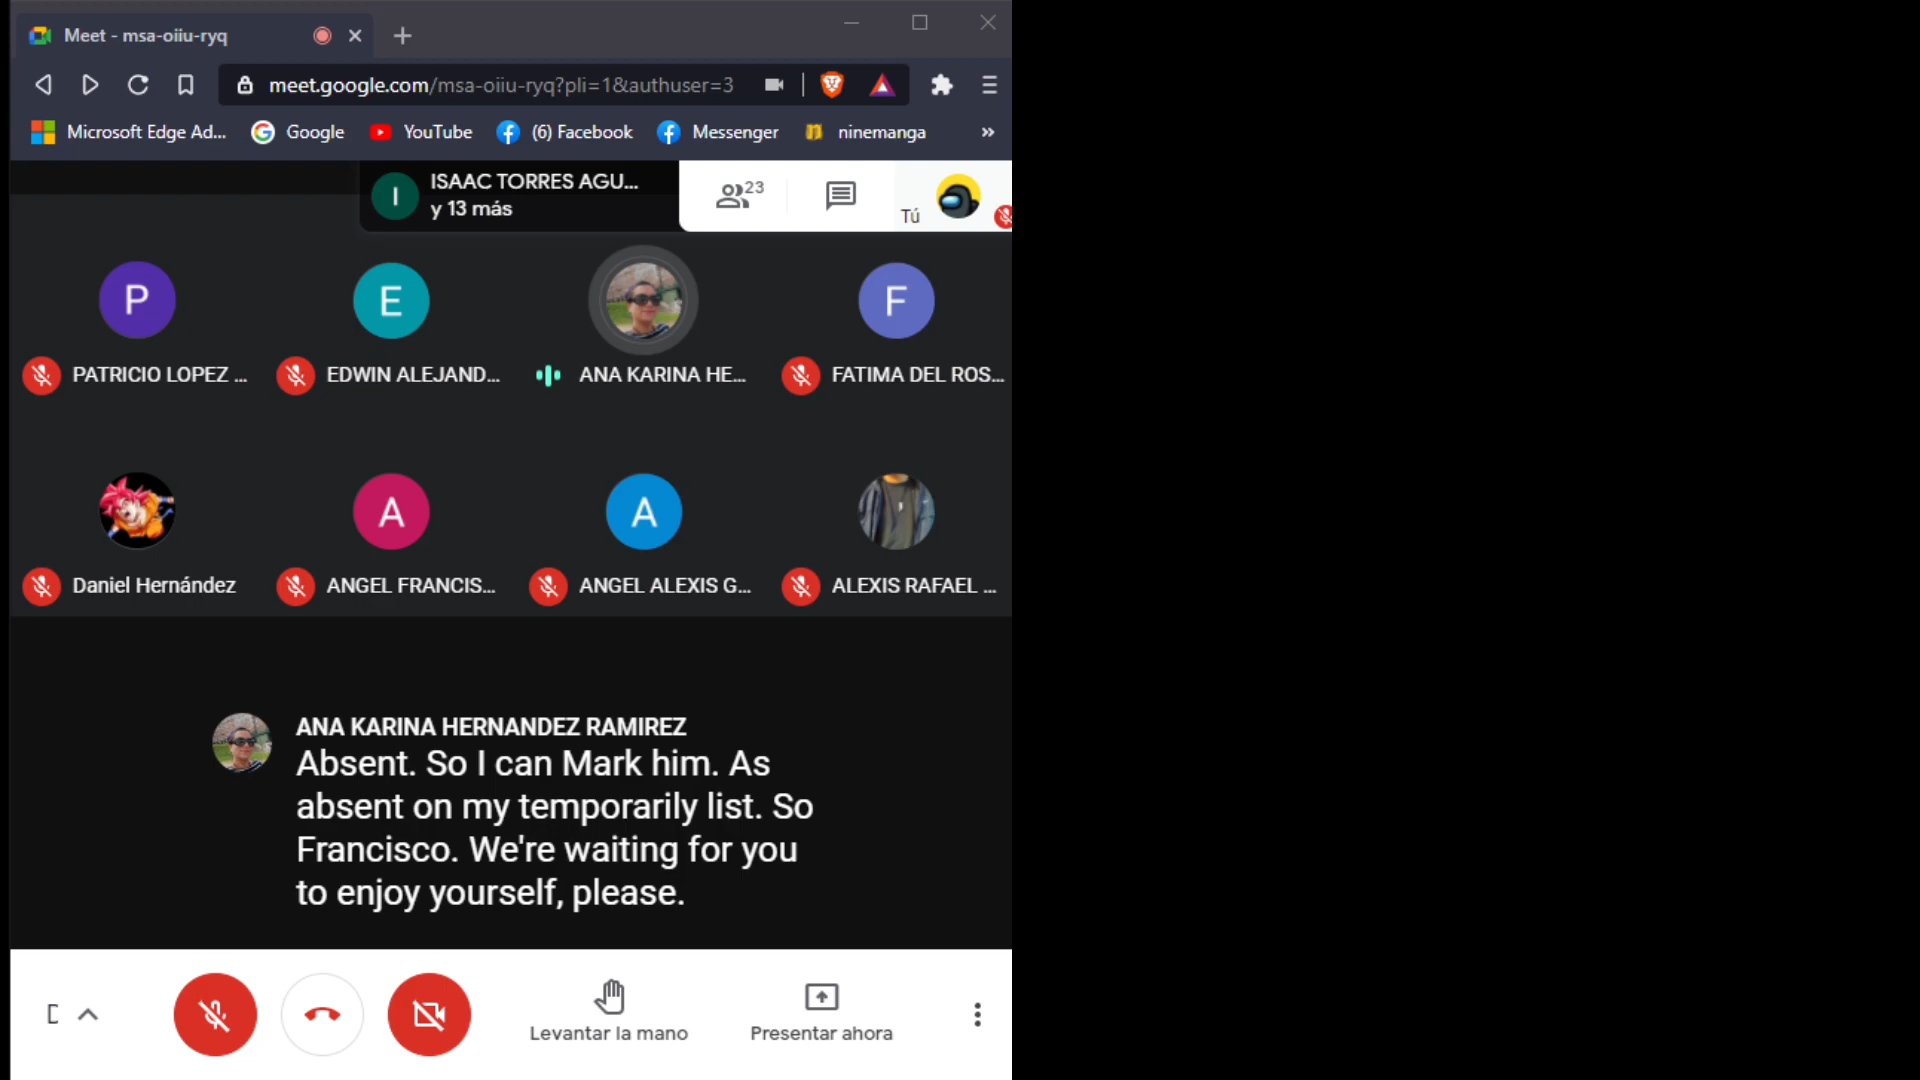 Meet - msa-oiiu-ryq
meet.google.com/msa-oiiu-ryq?pli=1&authuser=3
Microsoft Edge Ad... Google YouTube (6) Facebook Messenger ninemanga »
I ISAAC TORRES AGU...
y 13 más
23
Tú
P E F
PATRICIO LOPEZ ... EDWIN ALEJAND... ANA KARINA HE... FATIMA DEL ROS...
A A
Daniel Hernández ANGEL FRANCIS... ANGEL ALEXIS G... ALEXIS RAFAEL ...
ANA KARINA HERNANDEZ RAMIREZ
Absent. So I can Mark him. As
absent on my temporarily list. So
Francisco. We're waiting for you
to enjoy yourself, please.
Levantar la mano Presentar ahora